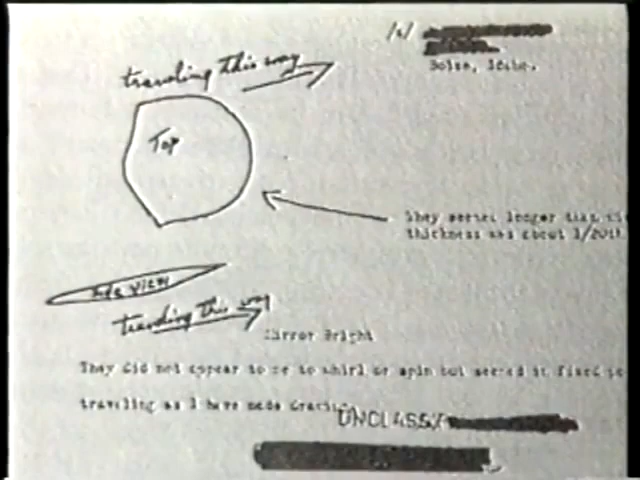 /s/
Boise, Idaho.
traveling this way
Top
They seemed longer than
thickness was about 1/20th
side view
traveling this way
Mirror Bright
They did not appear to me to whirl or spin but seemed in fixed
traveling as I have made drawing.
UNCLASSI